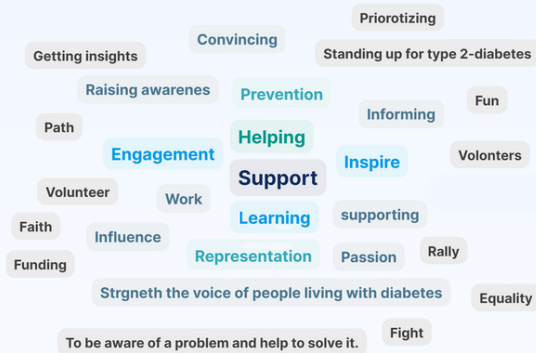 Priorotizing
Convincing
Getting insights
Standing up for type 2-diabetes
Raising awarenes
Prevention
Fun
Informing
Path
Helping
Engagement
Inspire
Volonters
Support
Volunteer
Work
Learning
supporting
Faith
Influence
Representation
Passion
Rally
Funding
Strgneth the voice of people living with diabetes
Equality
Fight
To be aware of a problem and help to solve it.